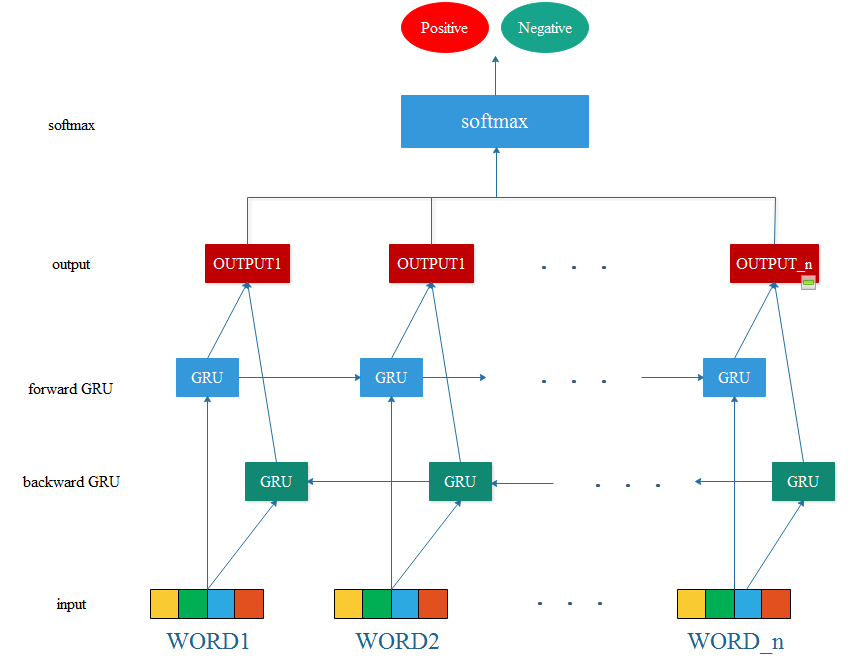 Positive Negative
softmax softmax
output OUTPUT1 OUTPUT1 . . . OUTPUT_n
forward GRU GRU GRU . . . GRU
backward GRU GRU GRU . . . GRU
input . . .
WORD1 WORD2 WORD_n